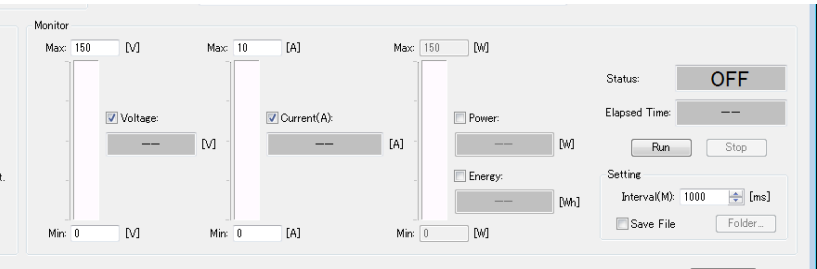 Monitor
Max: 150 [V] Max: 10 [A] Max: 150 [W]
Status: OFF
Voltage: Current(A): Power: Elapsed Time: --
-- [V] -- [A] -- [W] Run Stop
t. Energy: Setting
-- [Wh] Interval(M): 1000 [ms]
Save File Folder...
Min: 0 [V] Min: 0 [A] Min: 0 [W]